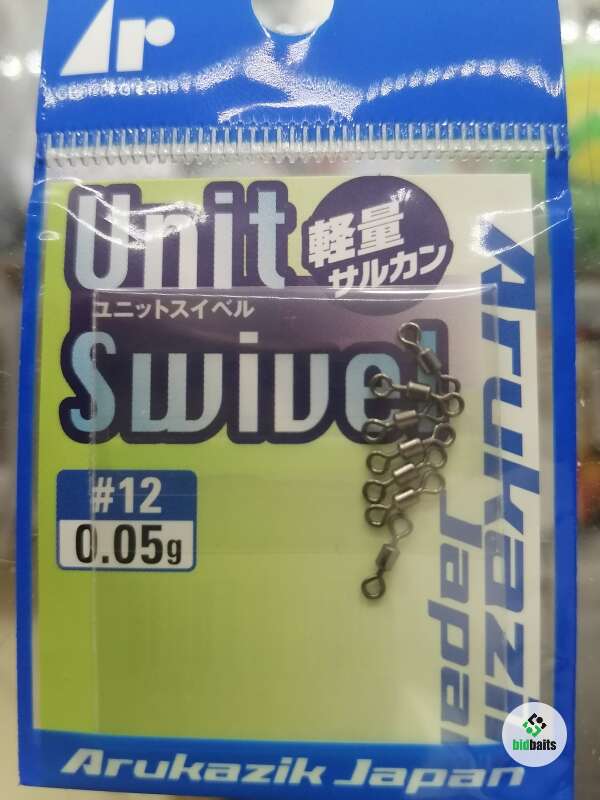 Ar
Unit
軽量
サルカン
ユニットスイベル
Swivel
#12
0.05g
Arukazik
Japan
Arukazik Japan
bidbaits